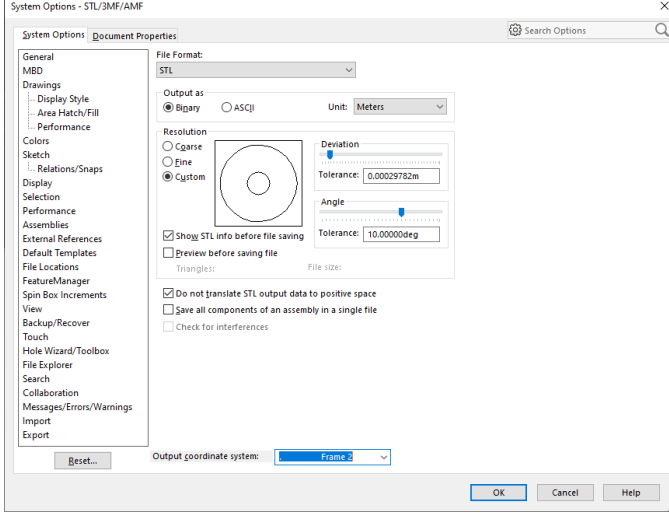 System Options - STL/3MF/AMF
System Options Document Properties
Search Options
General
MBD
Drawings
Display Style
Area Hatch/Fill
Performance
Colors
Sketch
Relations/Snaps
Display
Selection
Performance
Assemblies
External References
Default Templates
File Locations
FeatureManager
Spin Box Increments
View
Backup/Recover
Touch
Hole Wizard/Toolbox
File Explorer
Search
Collaboration
Messages/Errors/Warnings
Import
Export
Reset...
File Format:
STL
Output as
Binary ASCII Unit: Meters
Resolution
Coarse
Fine
Custom
Deviation
Tolerance: 0.00029782m
Angle
Tolerance: 10.00000deg
Show STL info before file saving
Preview before saving file
Triangles: File size:
Do not translate STL output data to positive space
Save all components of an assembly in a single file
Check for interferences
Output coordinate system: Frame 2
OK Cancel Help